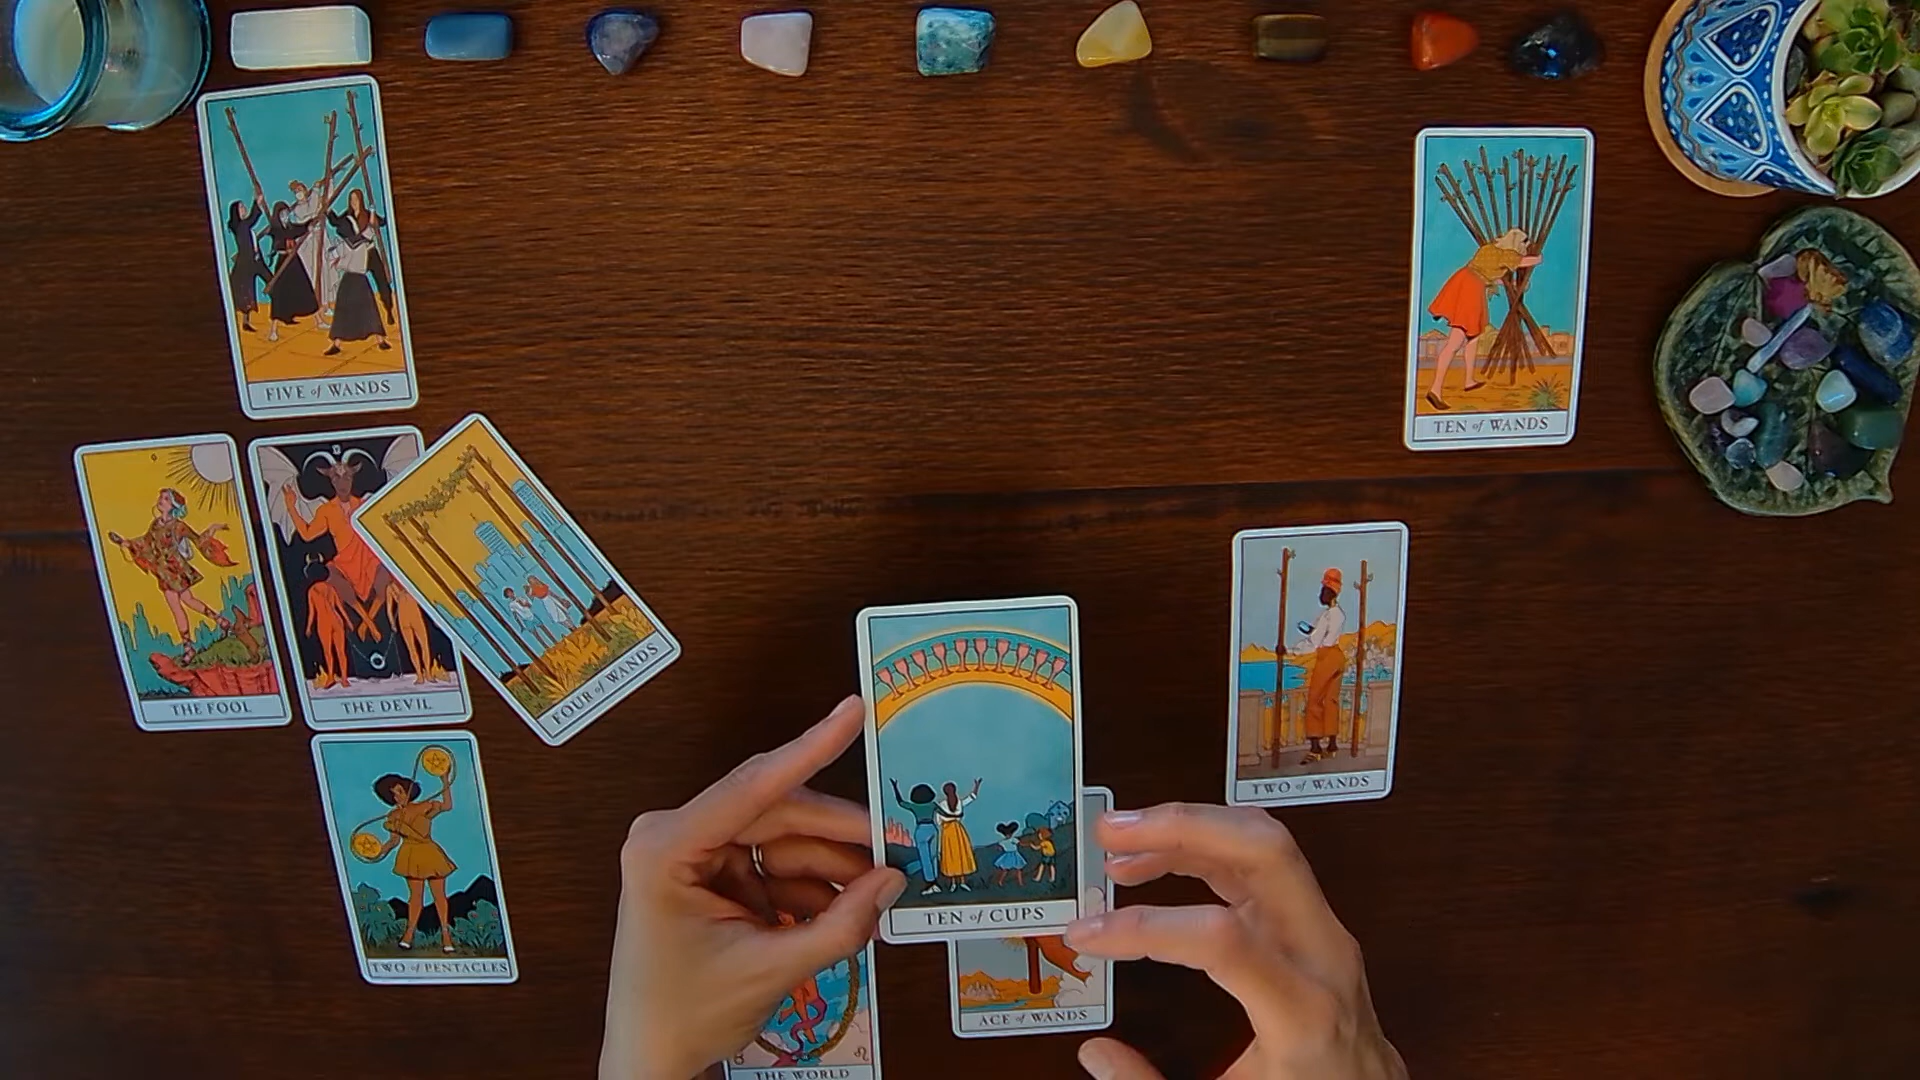 FIVE of WANDS
TEN of WANDS
THE FOOL
THE DEVIL
FOUR of WANDS
TWO of WANDS
TEN of CUPS
TWO of PENTACLES
ACE of WANDS
THE WORLD